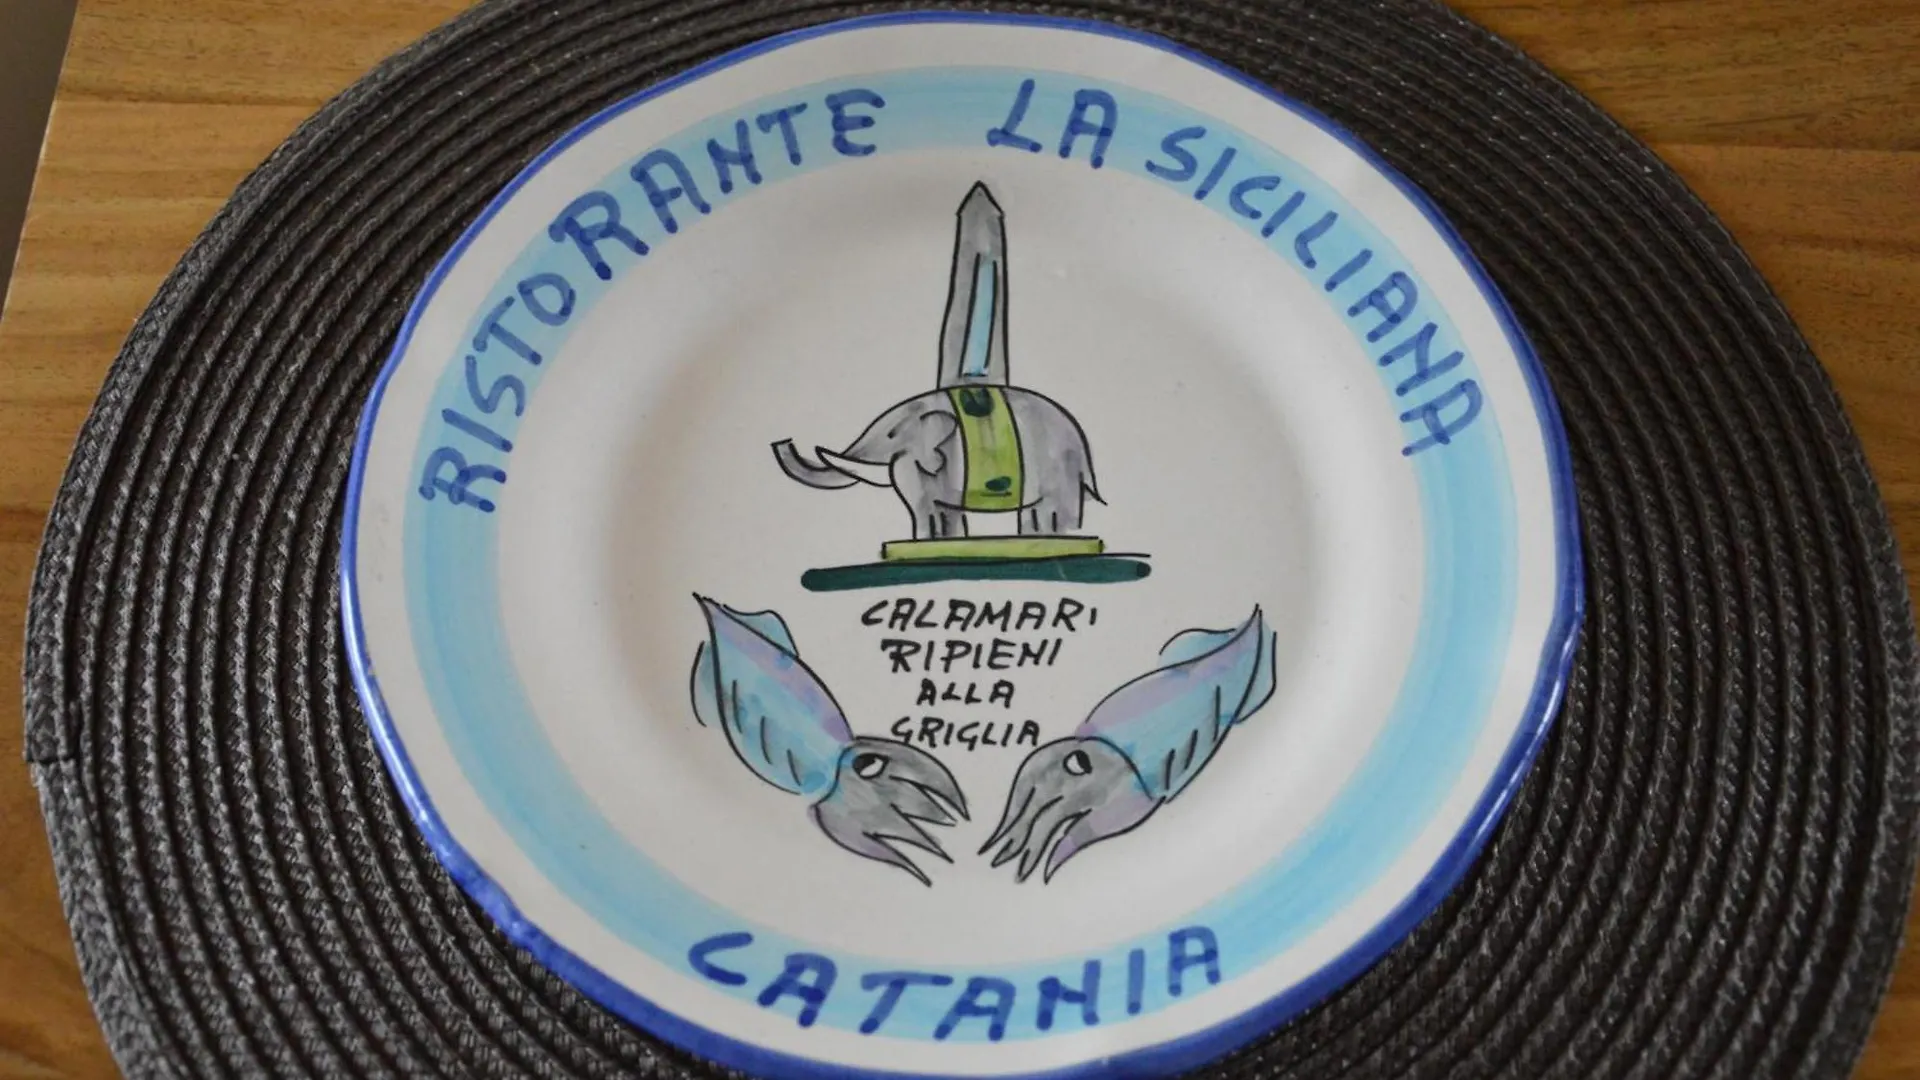 RISTORANTE LA SICILIANA
CALAMARI
RIPIENI
ALLA
GRIGLIA
CATANIA